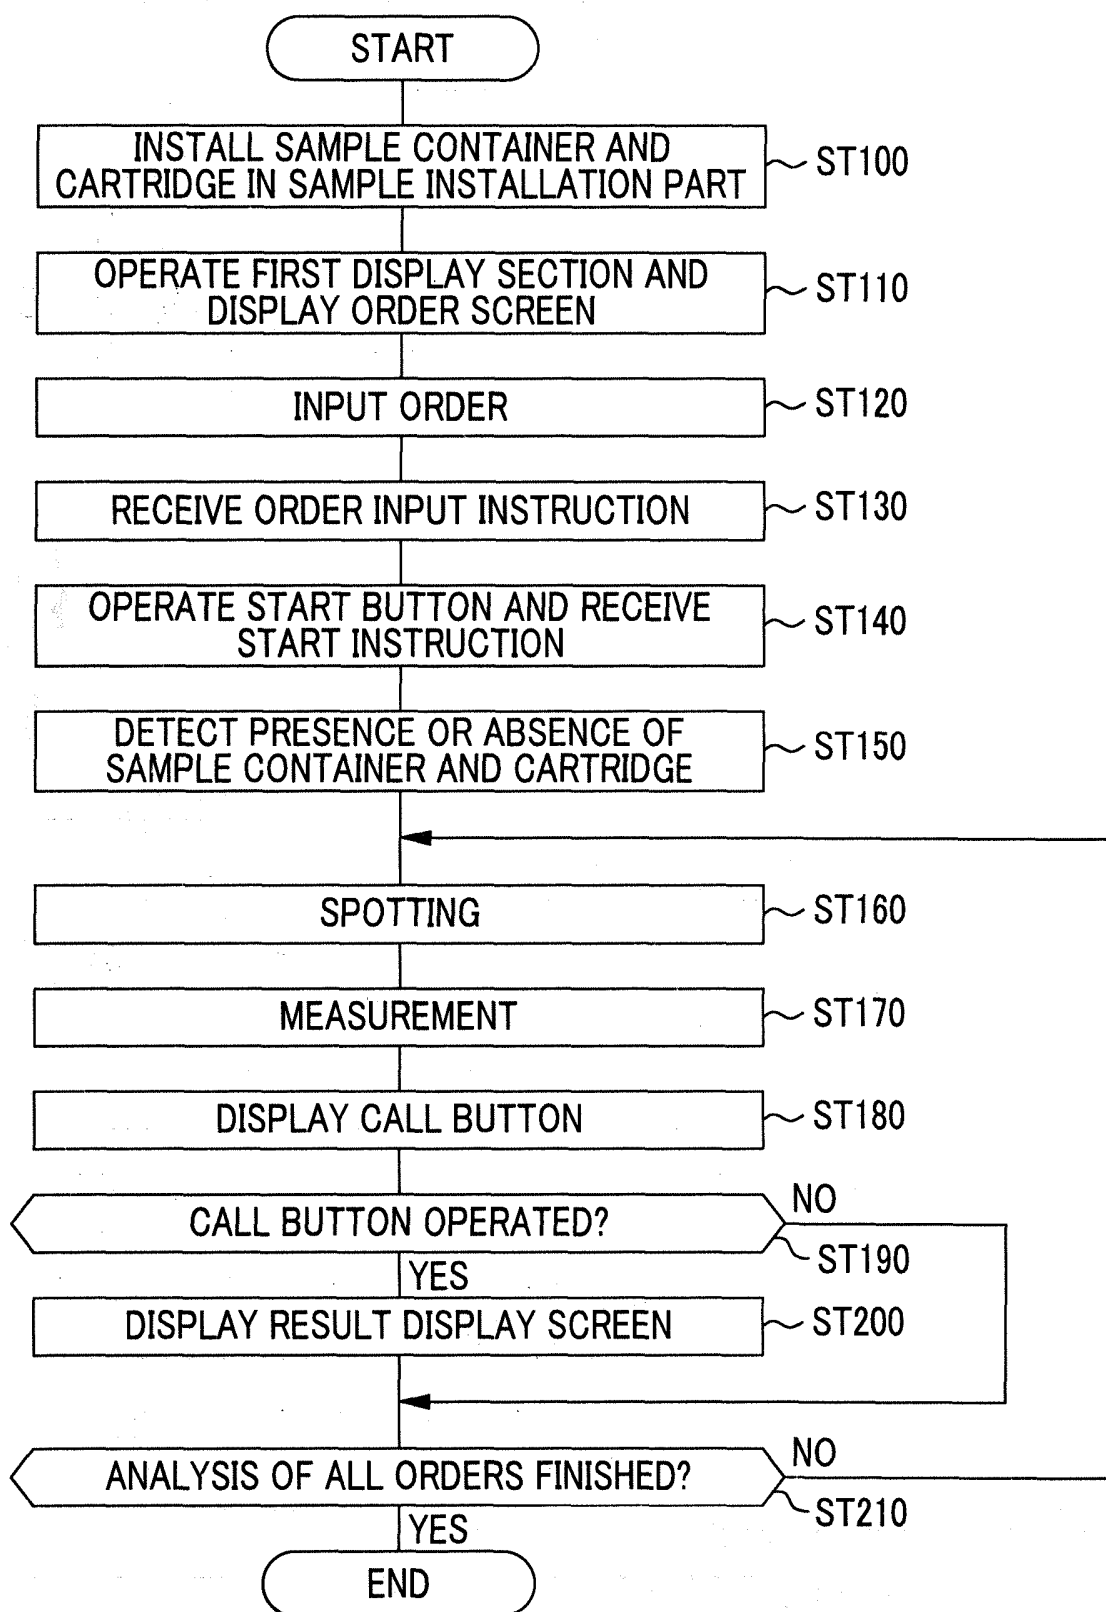 START
INSTALL SAMPLE CONTAINER AND
CARTRIDGE IN SAMPLE INSTALLATION PART
ST100
OPERATE FIRST DISPLAY SECTION AND
DISPLAY ORDER SCREEN
ST110
INPUT ORDER
ST120
RECEIVE ORDER INPUT INSTRUCTION
ST130
OPERATE START BUTTON AND RECEIVE
START INSTRUCTION
ST140
DETECT PRESENCE OR ABSENCE OF
SAMPLE CONTAINER AND CARTRIDGE
ST150
SPOTTING
ST160
MEASUREMENT
ST170
DISPLAY CALL BUTTON
ST180
CALL BUTTON OPERATED?
NO
ST190
YES
DISPLAY RESULT DISPLAY SCREEN
ST200
ANALYSIS OF ALL ORDERS FINISHED?
NO
ST210
YES
END